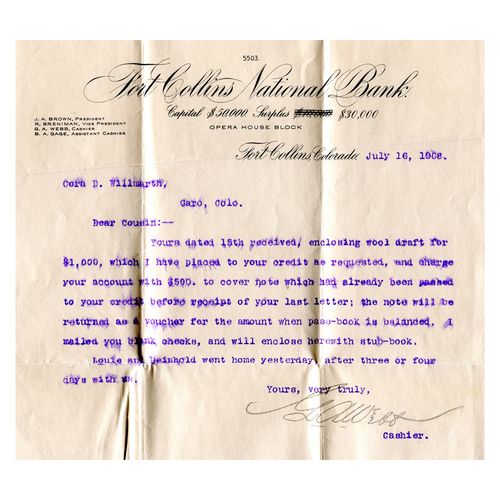 5503
Fort Collins National Bank.
Capital $50,000. Surplus $30,000
J. A. BROWN, PRESIDENT
R. BRENIMAN, VICE PRESIDENT
G. A. WEBB, CASHIER
B. A. GAGE, ASSISTANT CASHIER
OPERA HOUSE BLOCK
Fort Collins, Colorado. July 16, 1908.
Cora D. Willmarth,
Garo, Colo.
Dear Cousin:--
Yours dated 15th received, enclosing wool draft for
$1,000, which I have placed to your credit as requested, and charge
your account with $500. to cover note which had already been passed
to your credit before receipt of your last letter; the note will be
returned as a voucher for the amount when pass-book is balanced. I
mailed you blank checks, and will enclose herewith stub-book.
Louie and Reinhold went home yesterday, after three or four
days with us.
Yours, very truly,
G A Webb
Cashier.